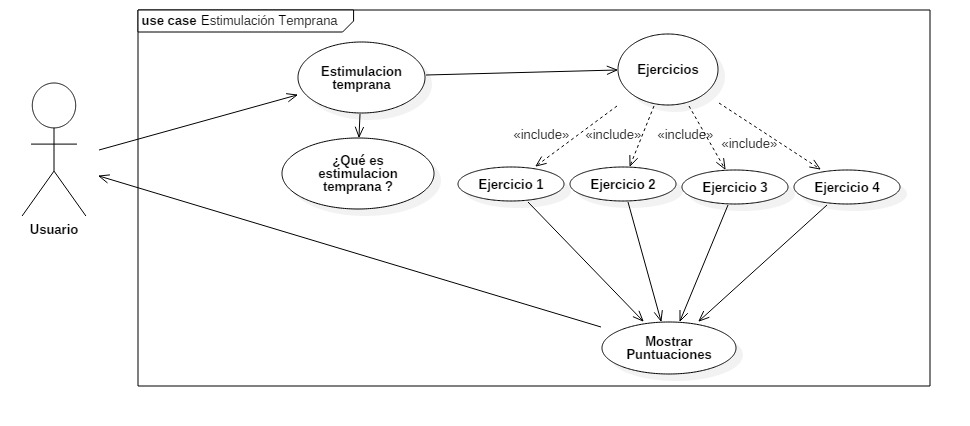 use case Estimulación Temprana
Estimulacion
temprana
Ejercicios
«include»
«include»
«include»
«include»
¿Qué es
estimulacion
temprana ?
Ejercicio 1
Ejercicio 2
Ejercicio 3
Ejercicio 4
Usuario
Mostrar
Puntuaciones